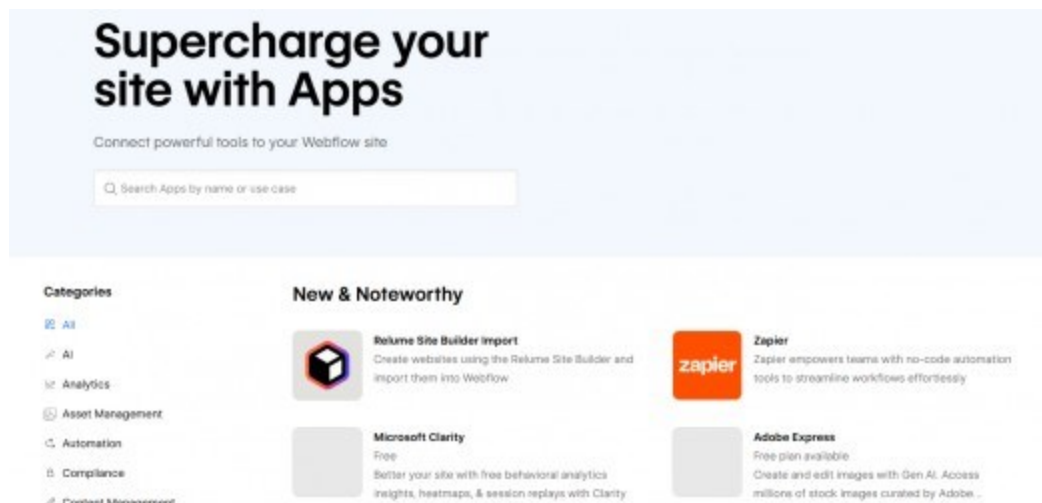 Supercharge your
site with Apps
Connect powerful tools to your Webflow site
Search Apps by name or use case
Categories
All
AI
Analytics
Asset Management
Automation
Compliance
Content Management
New & Noteworthy
Relume Site Builder Import
Create websites using the Relume Site Builder and
import them into Webflow
zapier
Zapier
Zapier empowers teams with no-code automation
tools to streamline workflows effortlessly
Microsoft Clarity
Free
Better your site with free behavioral analytics
insights, heatmaps, & session replays with Clarity
Adobe Express
Free plan available
Create and edit images with Gen AI. Access
millions of stock images curated by Adobe...